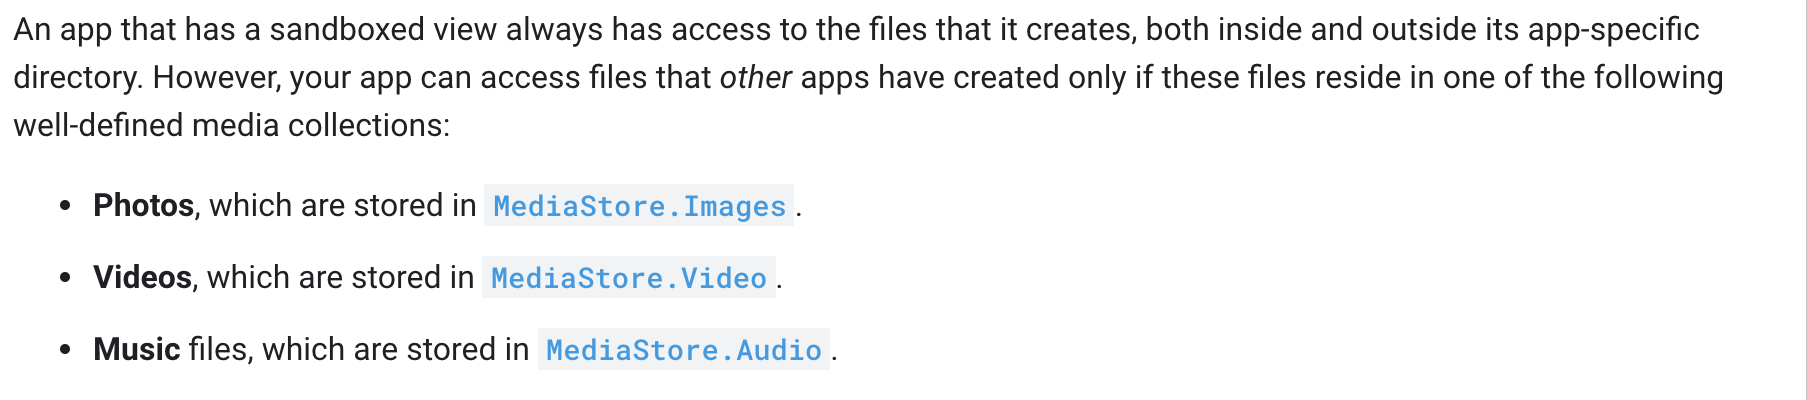 An app that has a sandboxed view always has access to the files that it creates, both inside and outside its app-specific
directory. However, your app can access files that other apps have created only if these files reside in one of the following
well-defined media collections:
• Photos, which are stored in MediaStore.Images.
• Videos, which are stored in MediaStore.Video.
• Music files, which are stored in MediaStore.Audio.